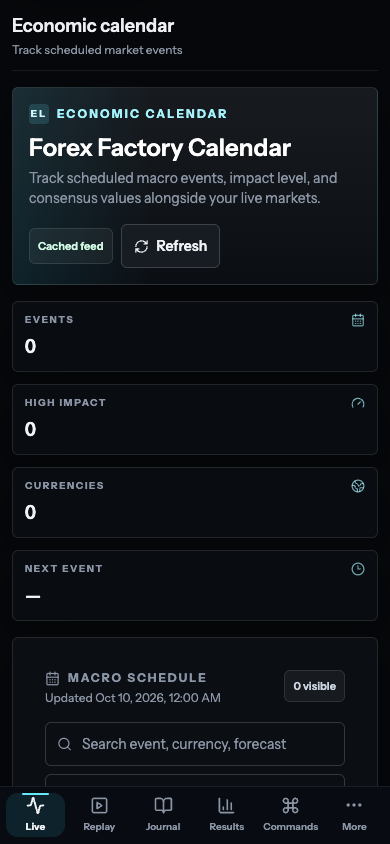 Economic calendar
Track scheduled market events
EL ECONOMIC CALENDAR
Forex Factory Calendar
Track scheduled macro events, impact level, and
consensus values alongside your live markets.
Cached feed
Refresh
EVENTS
0
HIGH IMPACT
0
CURRENCIES
0
NEXT EVENT
—
MACRO SCHEDULE
Updated Oct 10, 2026, 12:00 AM
0 visible
Search event, currency, forecast
Live
Replay
Journal
Results
Commands
More